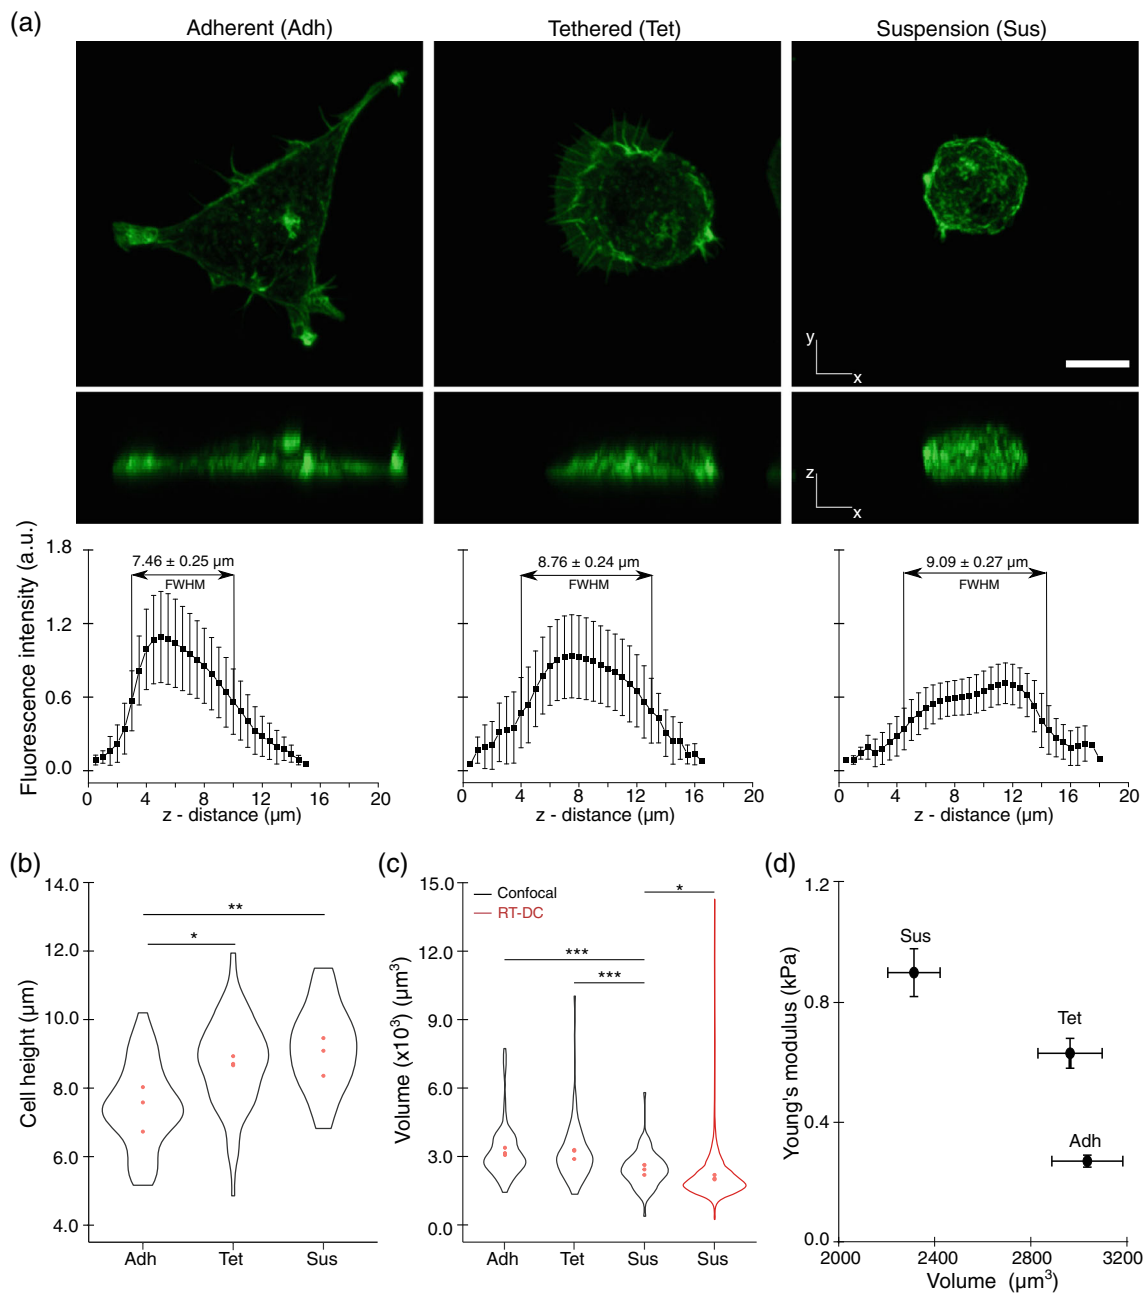 (a)
Adherent (Adh) Tethered (Tet) Suspension (Sus)
y
x
z
x
Fluorescence intensity (a.u.)
1.8
1.2
0.6
0.0
7.46 ± 0.25 µm
FWHM
0 4 8 12 16 20
z - distance (µm)
8.76 ± 0.24 µm
FWHM
0 4 8 12 16 20
z - distance (µm)
9.09 ± 0.27 µm
FWHM
0 4 8 12 16 20
z - distance (µm)
(b)
Cell height (µm)
14.0
12.0
10.0
8.0
6.0
4.0
**
*
Adh Tet Sus
(c)
Volume (x10³) (µm³)
15.0
12.0
9.0
6.0
3.0
0.0
Confocal
RT-DC
*
***
***
Adh Tet Sus Sus
(d)
Young's modulus (kPa)
1.2
0.8
0.4
0.0
Sus
Tet
Adh
2000 2400 2800 3200
Volume (µm³)